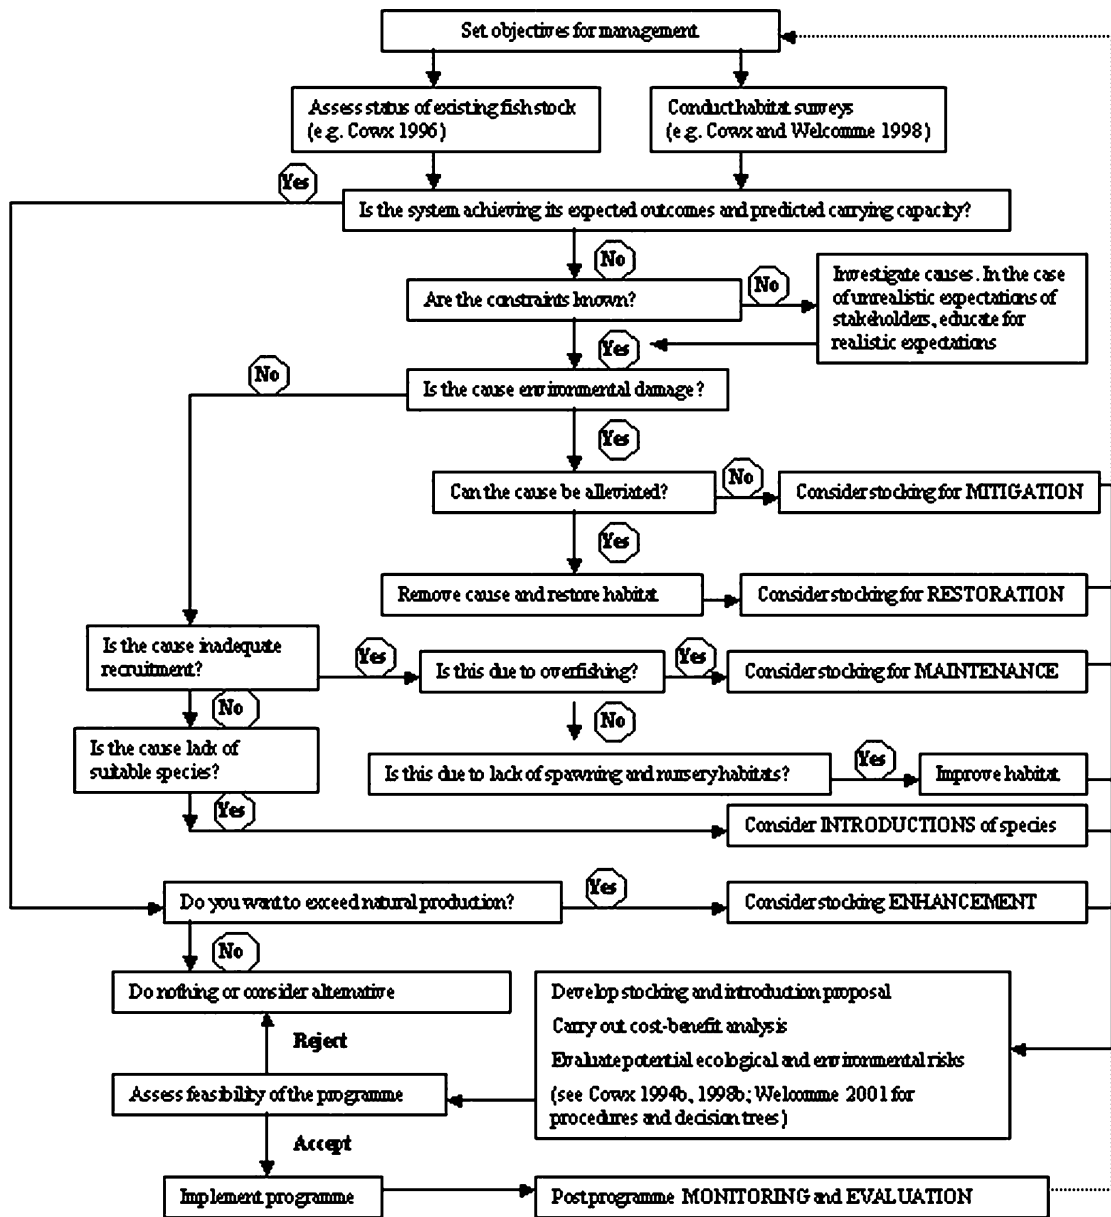 Set objectives for management
Assess status of existing fish stock
(e.g. Cowx 1996)
Conduct habitat surveys
(e.g. Cowx and Welcomme 1998)
Yes
Is the system achieving its expected outcomes and predicted carrying capacity?
No
Are the constraints known?
No
Investigate causes. In the case
of unrealistic expectations of
stakeholders, educate for
realistic expectations
Yes
No
Is the cause environmental damage?
Yes
Can the cause be alleviated?
No
Consider stocking for MITIGATION
Yes
Remove cause and restore habitat
Consider stocking for RESTORATION
Is the cause inadequate
recruitment?
Yes
Is this due to overfishing?
Yes
Consider stocking for MAINTENANCE
No
No
Is the cause lack of
suitable species?
Is this due to lack of spawning and nursery habitats?
Yes
Improve habitat
Yes
Consider INTRODUCTIONS of species
Do you want to exceed natural production?
Yes
Consider stocking ENHANCEMENT
No
Do nothing or consider alternative
Develop stocking and introduction proposal
Carry out cost-benefit analysis
Evaluate potential ecological and environmental risks
(see Cowx 1994b, 1998b; Welcomme 2001 for
procedures and decision trees)
Reject
Assess feasibility of the programme
Accept
Implement programme
Post programme MONITORING and EVALUATION